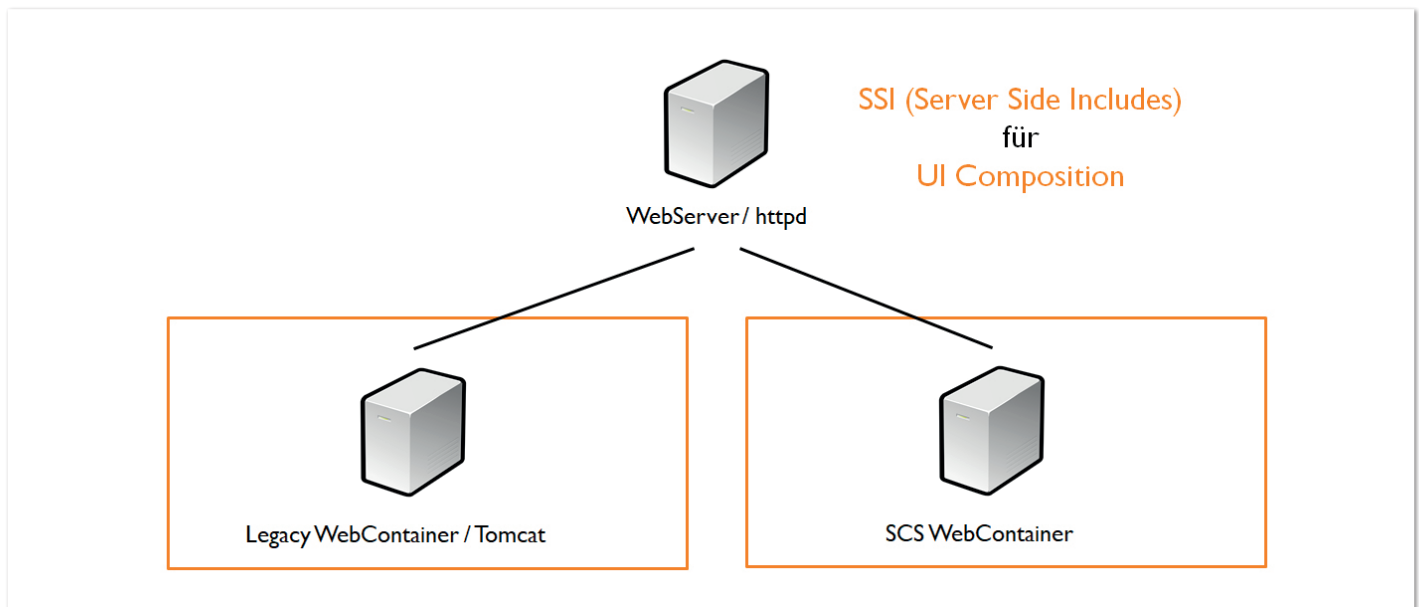 SSI (Server Side Includes)
für
UI Composition
WebServer / httpd
Legacy WebContainer / Tomcat
SCS WebContainer